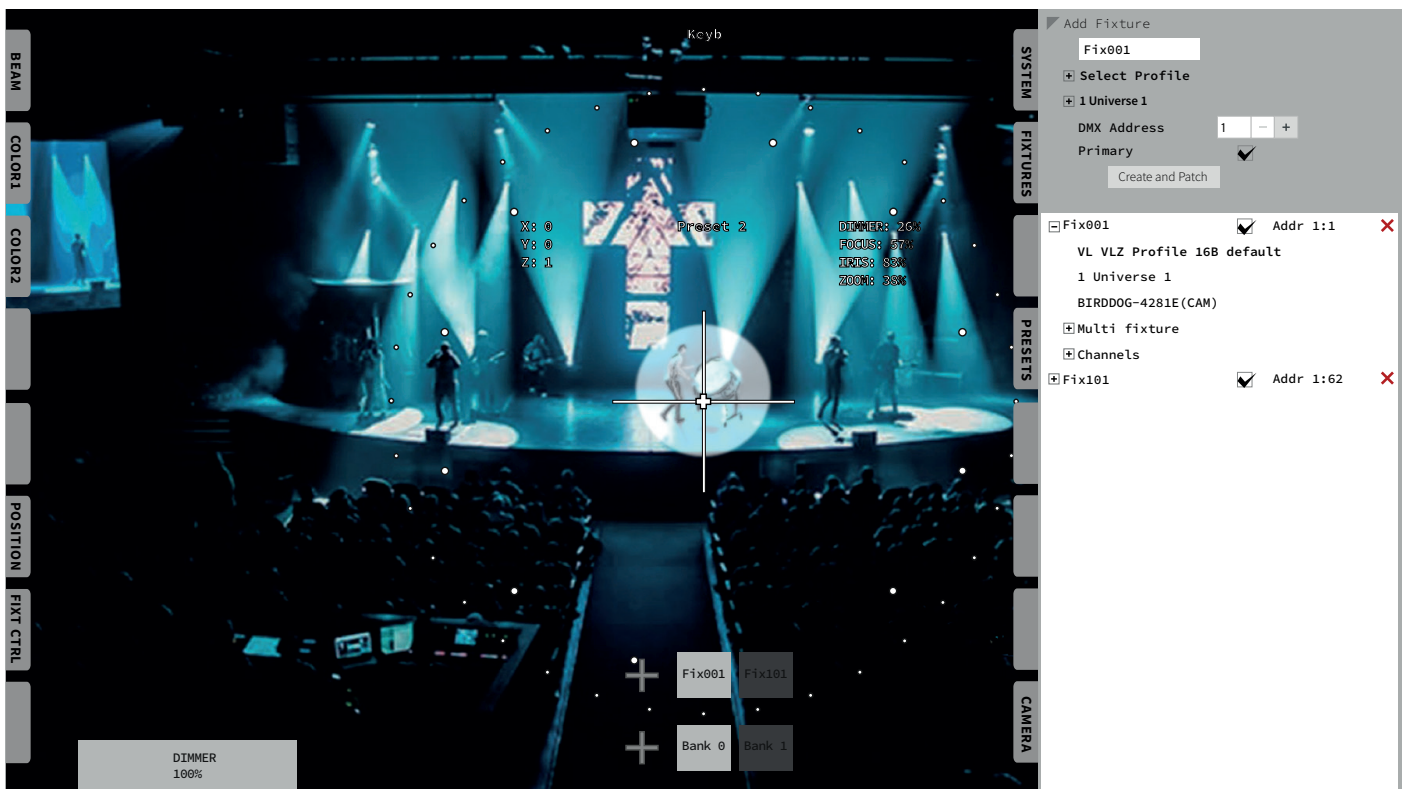 Keyb
BEAM
COLOR1
COLOR2
POSITION
FIXT CTRL
X: 0
Y: 0
Z: 1
Preset 2
DIMMER: 26%
FOCUS: 57%
IRIS: 83%
ZOOM: 38%
Fix001
Fix101
Bank 0
Bank 1
DIMMER
100%
SYSTEM
FIXTURES
PRESETS
CAMERA
Add Fixture
Fix001
Select Profile
1 Universe 1
DMX Address 1 − +
Primary
Create and Patch
Fix001 Addr 1:1
VL VLZ Profile 16B default
1 Universe 1
BIRDDOG-4281E(CAM)
Multi fixture
Channels
Fix101 Addr 1:62